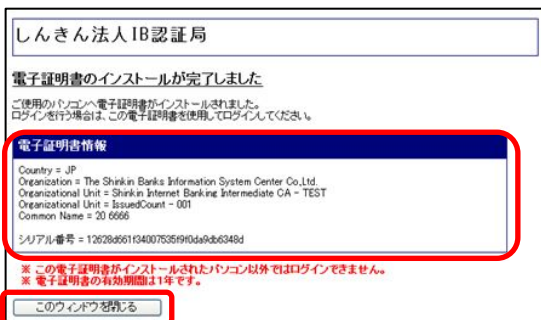 しんきん法人IB認証局
電子証明書のインストールが完了しました
ご使用のパソコンへ電子証明書がインストールされました。
ログインを行う場合は、この電子証明書を使用してログインしてください。
電子証明書情報
Country = JP
Organization = The Shinkin Banks Information System Center Co,Ltd.
Organizational Unit = Shinkin Internet Banking Intermediate CA - TEST
Organizational Unit = IssuedCount - 001
Common Name = 20 6666
シリアル番号 = 12628d661f34007535f9f0da9db6348d
※ この電子証明書がインストールされたパソコン以外ではログインできません。
※ 電子証明書の有効期間は1年です。
このウィンドウを閉じる